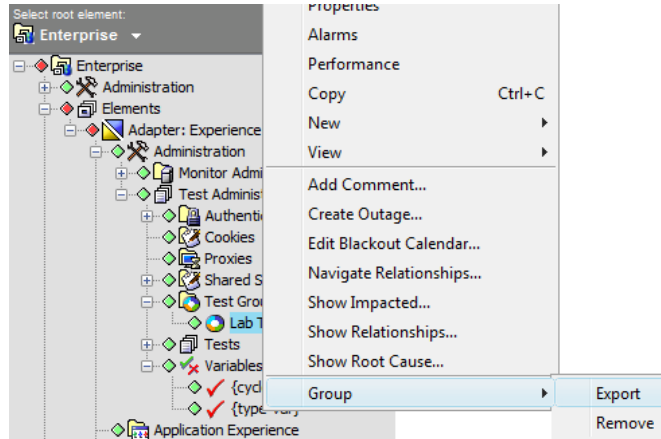 Select root element:
Enterprise
Enterprise
Administration
Elements
Adapter: Experience
Administration
Monitor Admi
Test Adminis
Authentic
Cookies
Proxies
Shared S
Test Grou
Lab T
Tests
Variables
{cycl
{type var}
Application Experience
Properties
Alarms
Performance
Copy Ctrl+C
New
View
Add Comment...
Create Outage...
Edit Blackout Calendar...
Navigate Relationships...
Show Impacted...
Show Relationships...
Show Root Cause...
Group
Export
Remove